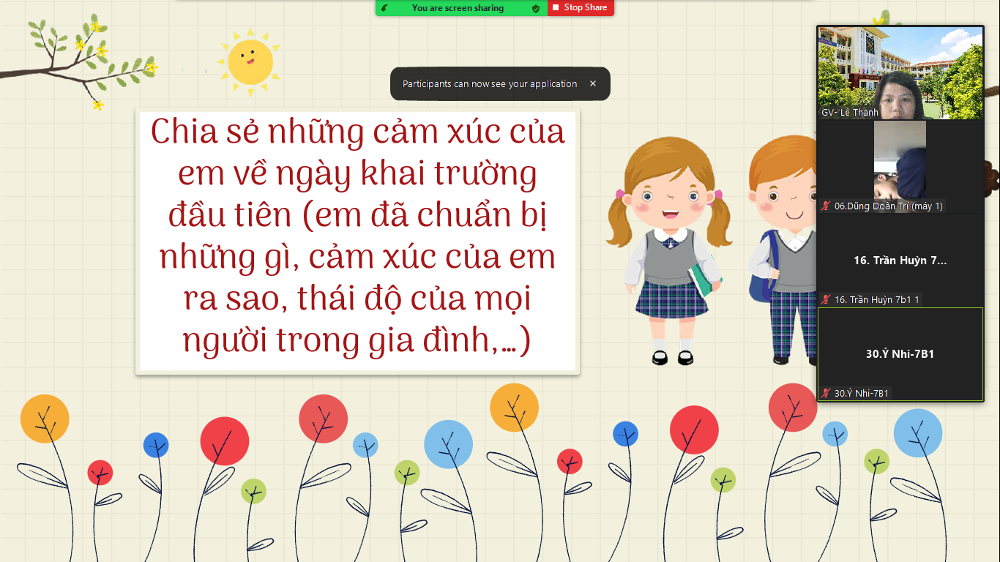 You are screen sharing
Stop Share
Participants can now see your application
Chia sẻ những cảm xúc của
em về ngày khai trường
đầu tiên (em đã chuẩn bị
những gì, cảm xúc của em
ra sao, thái độ của mọi
người trong gia đình,...)
GV- Lê Thanh
06.Dũng Doãn Trí (máy 1)
16. Trần Huỳn 7...
16. Trần Huỳn 7b1 1
30.Ý Nhi-7B1
30.Ý Nhi-7B1